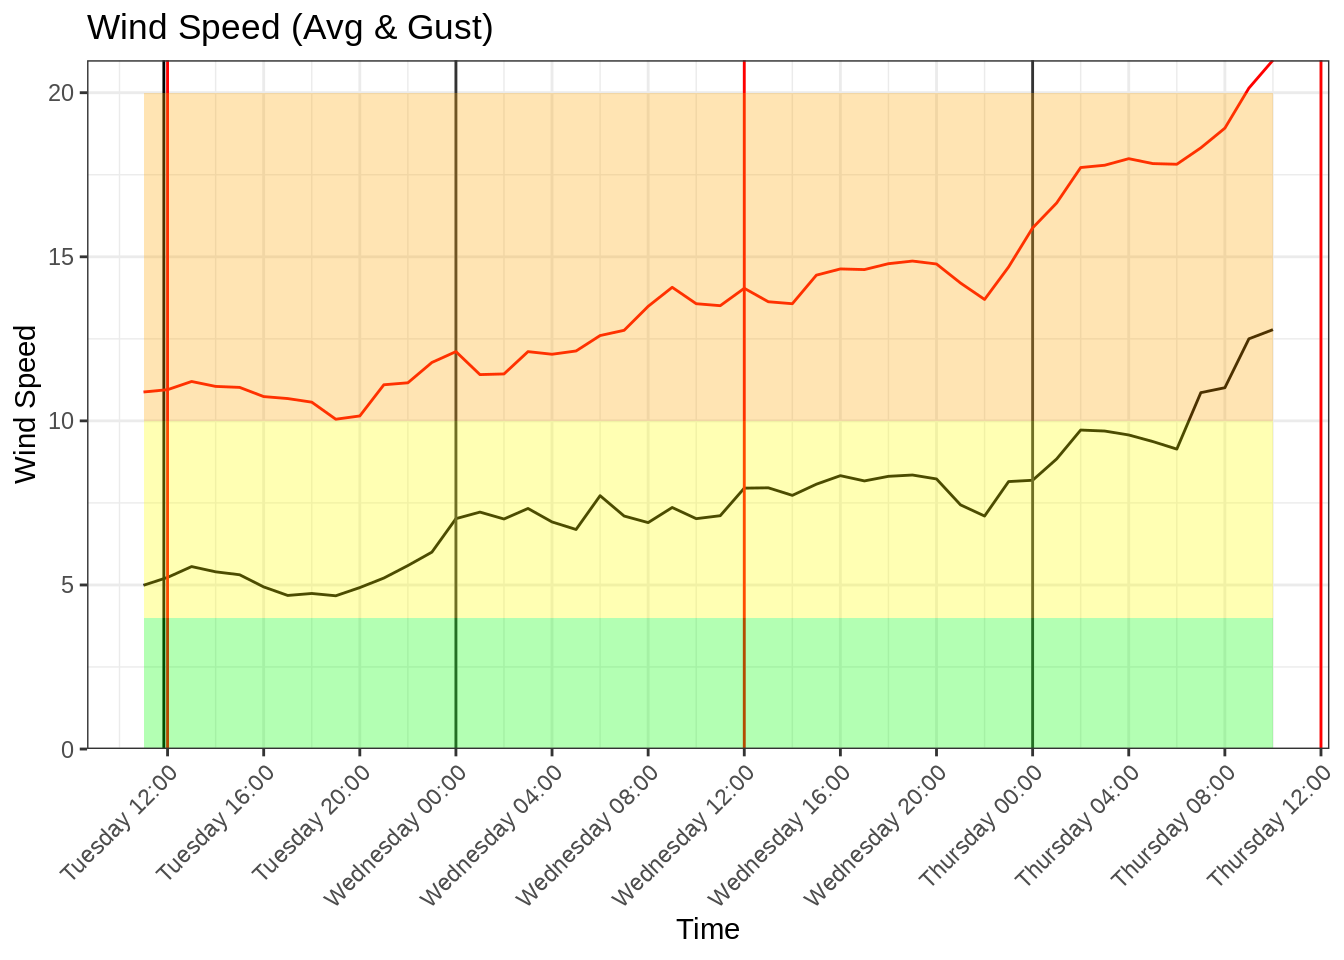 Wind Speed (Avg & Gust)
Wind Speed
20
15
10
5
0
Tuesday 12:00
Tuesday 16:00
Tuesday 20:00
Wednesday 00:00
Wednesday 04:00
Wednesday 08:00
Wednesday 12:00
Wednesday 16:00
Wednesday 20:00
Thursday 00:00
Thursday 04:00
Thursday 08:00
Thursday 12:00
Time